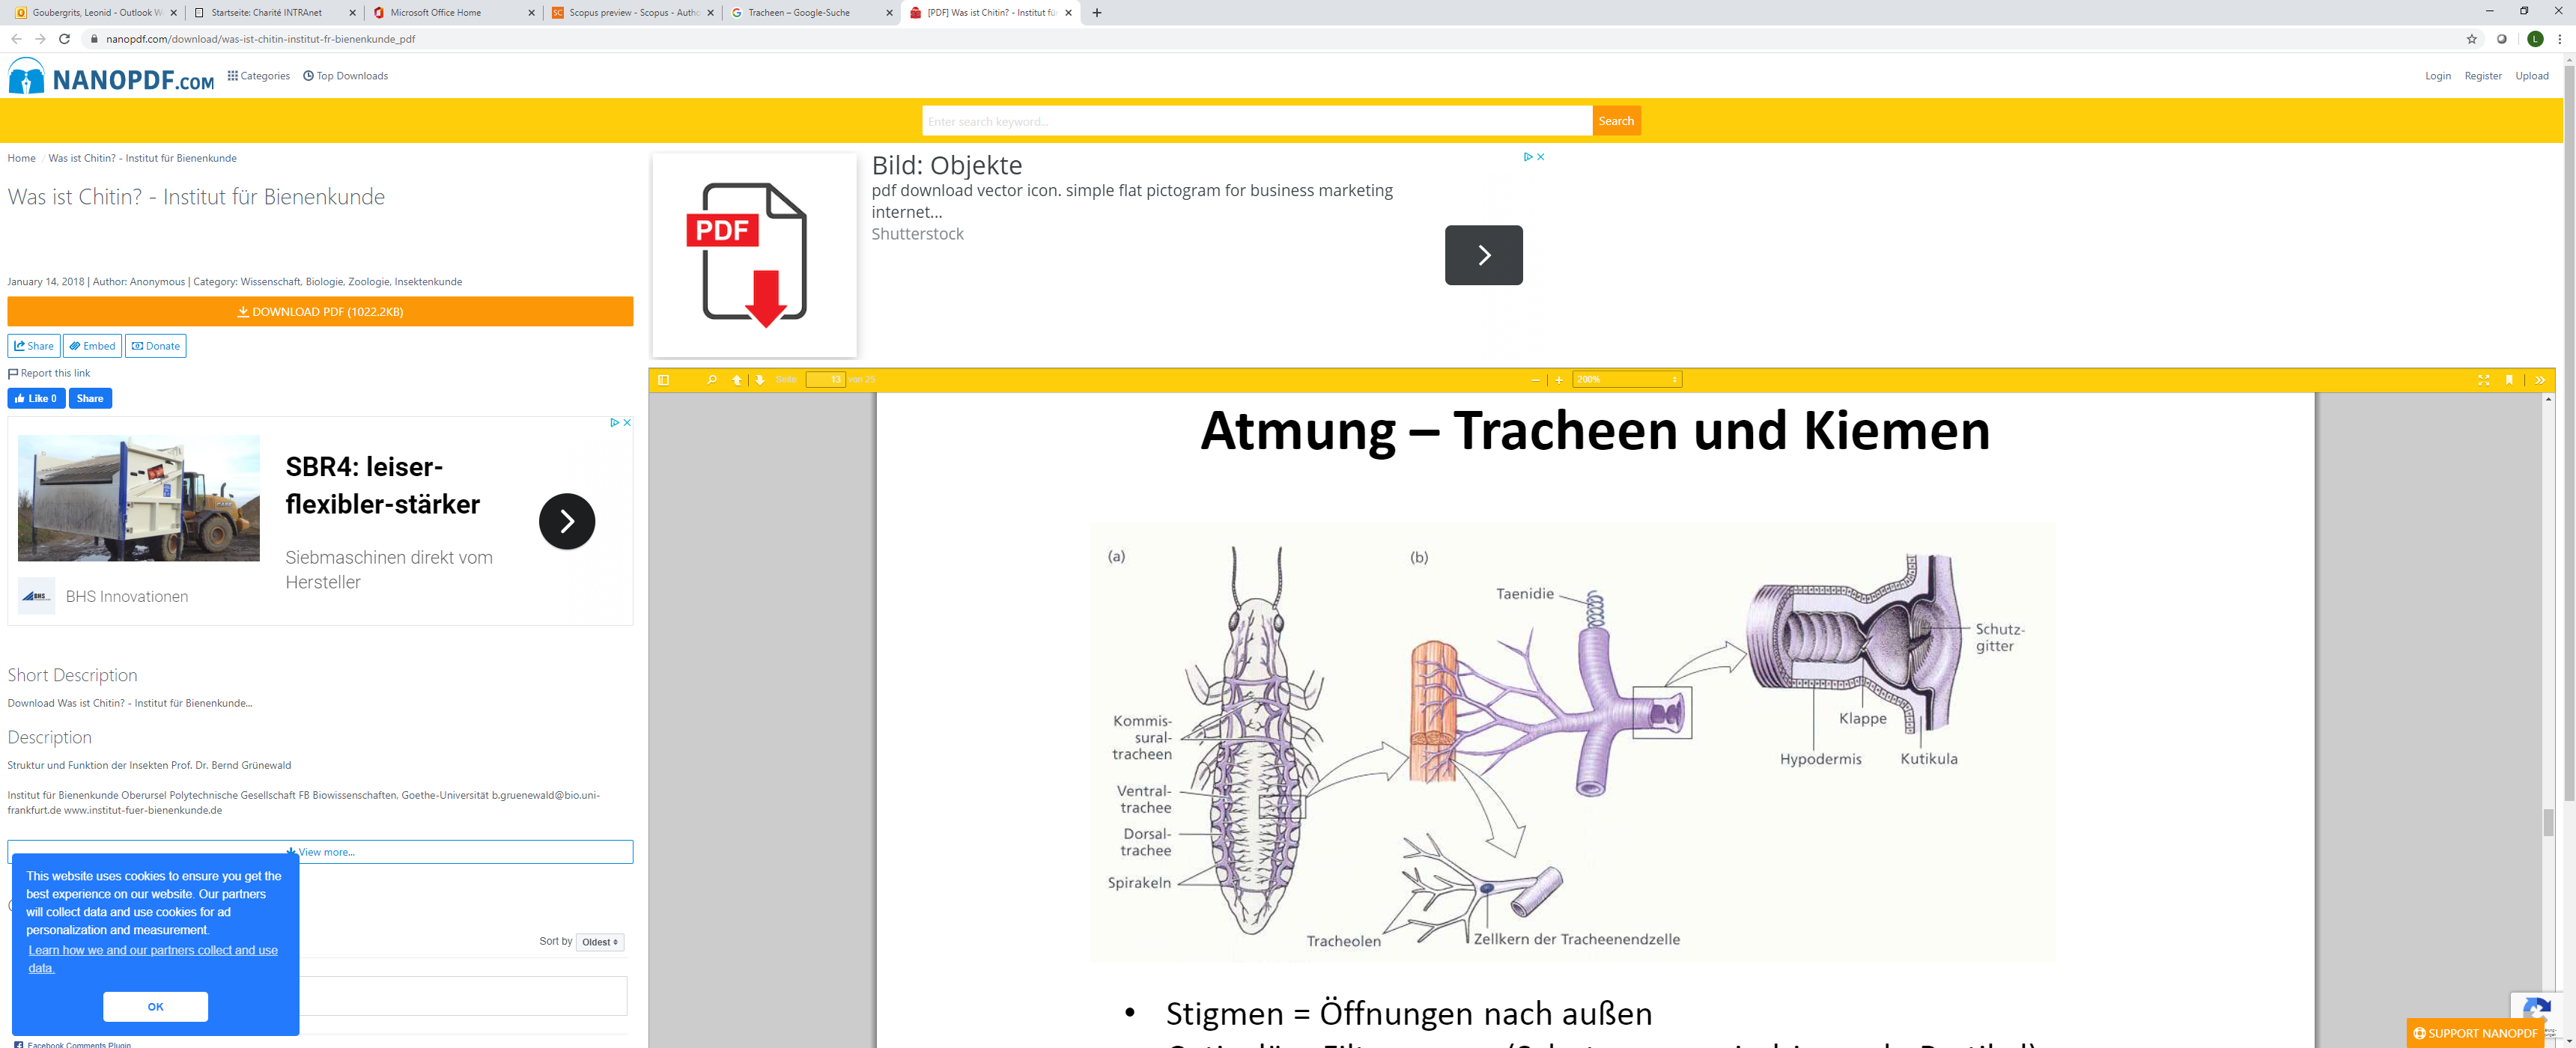 Goubergrits, Leonid - Outlook W
Startseite: Charité INTRAnet
Microsoft Office Home
Scopus preview - Scopus - Autho
Tracheen – Google-Suche
[PDF] Was ist Chitin? - Institut für
nanopdf.com/download/was-ist-chitin-institut-fr-bienenkunde_pdf
L
NANOPDF.COM
Categories
Top Downloads
Login
Register
Upload
Enter search keyword...
Search
Home / Was ist Chitin? - Institut für Bienenkunde
Was ist Chitin? - Institut für Bienenkunde
January 14, 2018 | Author: Anonymous | Category: Wissenschaft, Biologie, Zoologie, Insektenkunde
DOWNLOAD PDF (1022.2KB)
Share
Embed
Donate
Report this link
Like 0
Share
SBR4: leiser-
flexibler-stärker
Siebmaschinen direkt vom
Hersteller
BHS
BHS Innovationen
Short Description
Download Was ist Chitin? - Institut für Bienenkunde...
Description
Struktur und Funktion der Insekten Prof. Dr. Bernd Grünewald
Institut für Bienenkunde Oberursel Polytechnische Gesellschaft FB Biowissenschaften, Goethe-Universität b.gruenewald@bio.uni-
frankfurt.de www.institut-fuer-bienenkunde.de
View more...
This website uses cookies to ensure you get the
best experience on our website. Our partners
will collect data and use cookies for ad
personalization and measurement.
Learn how we and our partners collect and use
data.
OK
Sort by
Oldest
Facebook Comments Plugin
PDF
Bild: Objekte
pdf download vector icon. simple flat pictogram for business marketing
internet...
Shutterstock
Seite:
13
von 25
200%
Atmung – Tracheen und Kiemen
(a)
(b)
Taenidie
Schutz-
gitter
Klappe
Hypodermis
Kutikula
Kommis-
sural-
tracheen
Ventral-
trachee
Dorsal-
trachee
Spirakeln
Tracheolen
Zellkern der Tracheenendzelle
• Stigmen = Öffnungen nach außen
SUPPORT NANOPDF